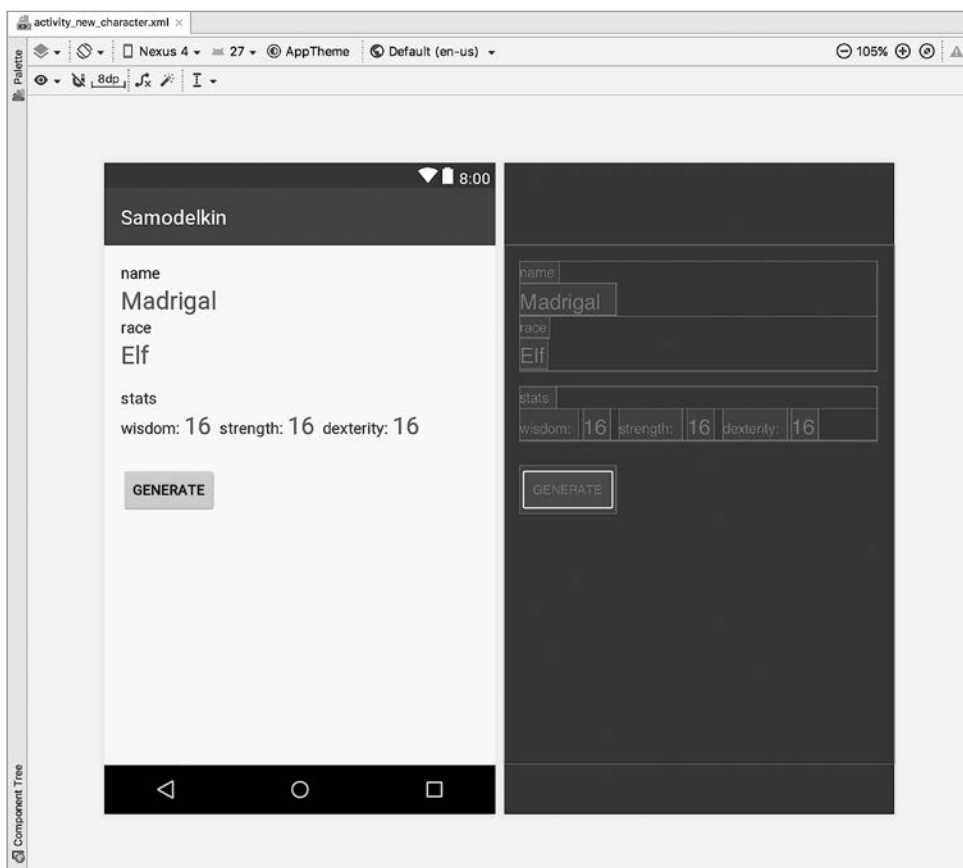 activity_new_character.xml ×
Nexus 4 27 AppTheme Default (en-us) 105%
8dp
Palette
8:00
Samodelkin
name
Madrigal
race
Elf
stats
wisdom: 16 strength: 16 dexterity: 16
GENERATE
name
Madrigal
race
Elf
stats
wisdom: 16 strength: 16 dexterity: 16
GENERATE
Component Tree